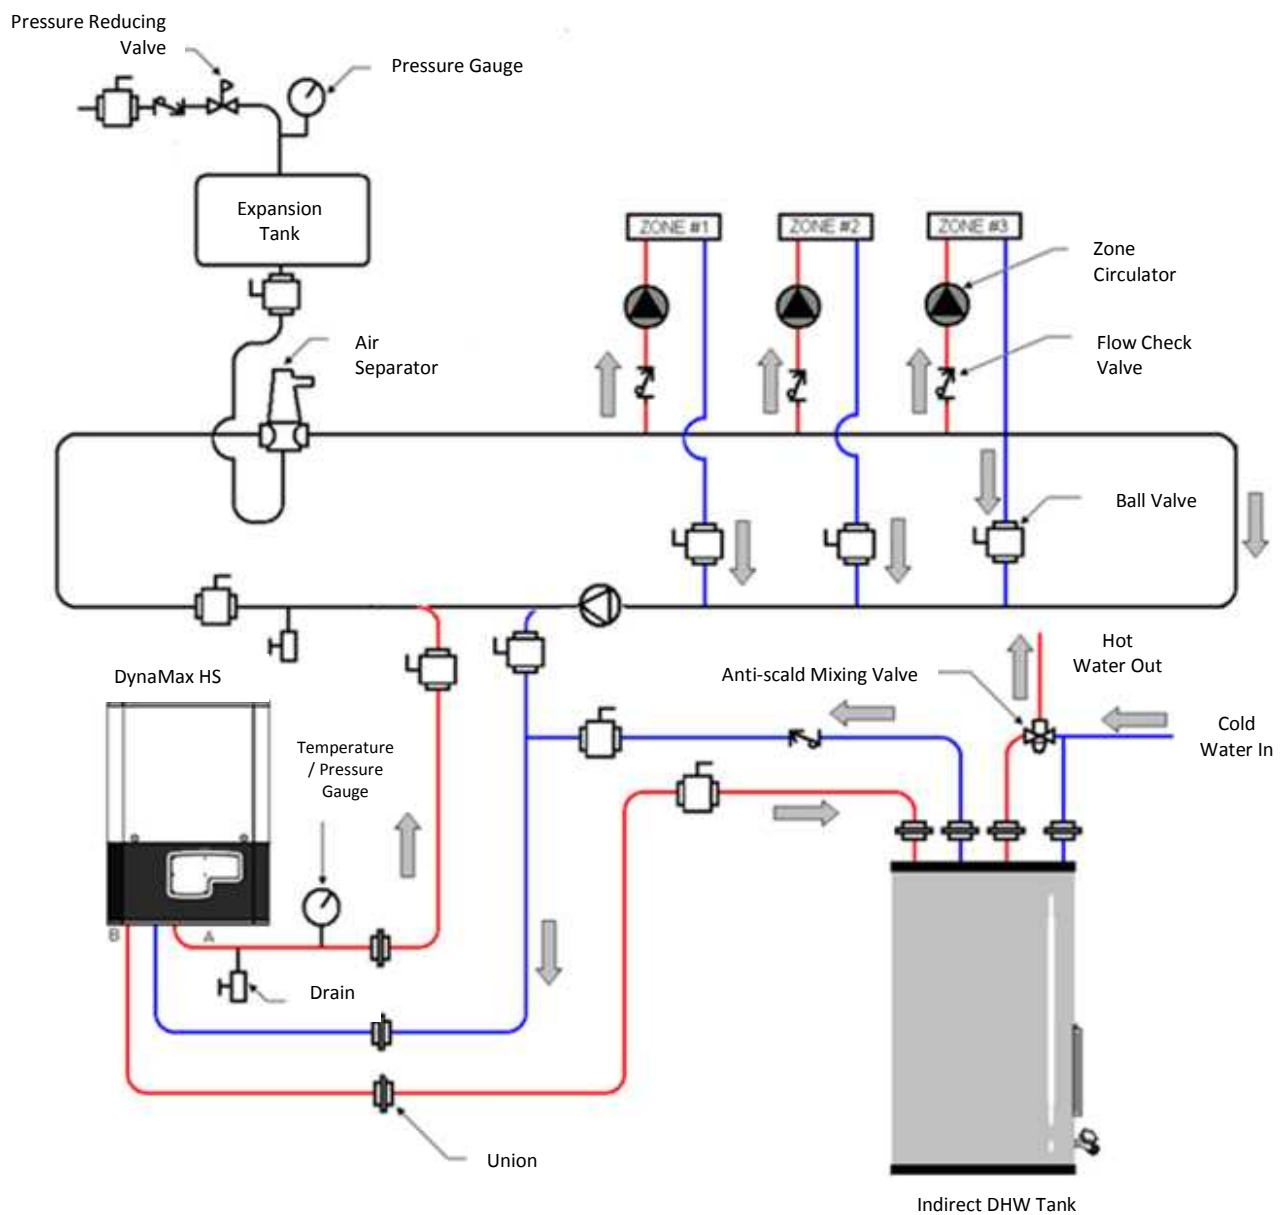 Pressure Reducing
Valve
Pressure Gauge
Expansion
Tank
ZONE #1
ZONE #2
ZONE #3
Zone
Circulator
Air
Separator
Flow Check
Valve
Ball Valve
DynaMax HS
Anti-scald Mixing Valve
Hot
Water Out
Cold
Water In
Temperature
/ Pressure
Gauge
B
A
Drain
Union
Indirect DHW Tank